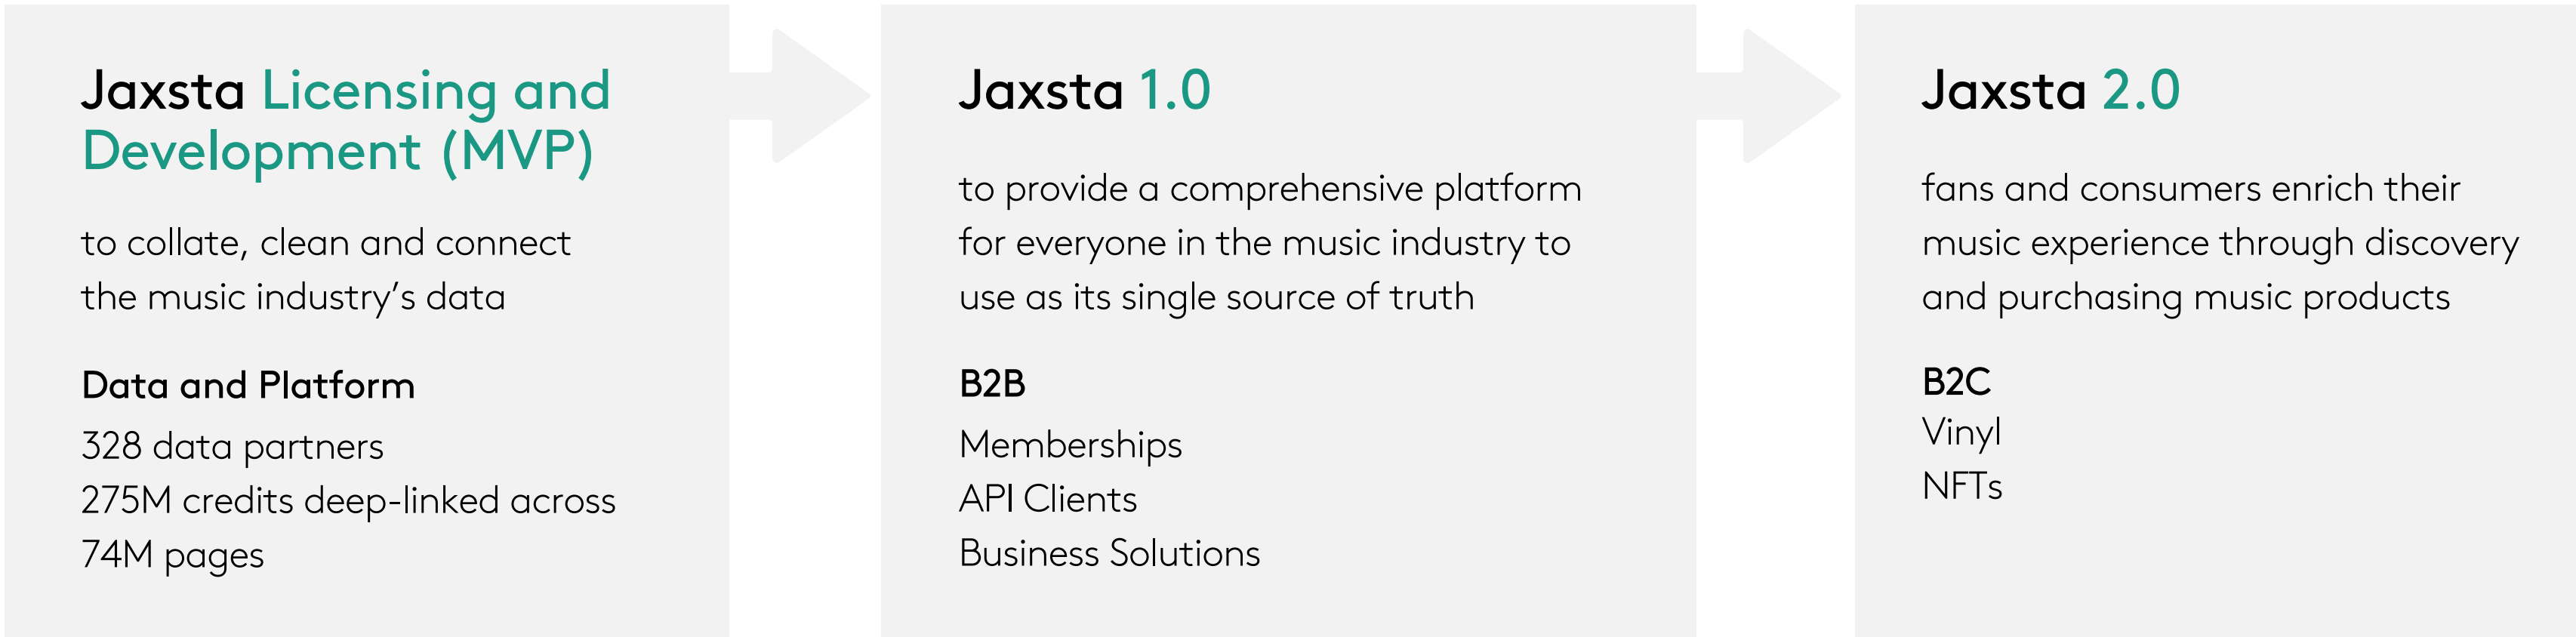 Jaxsta Licensing and
Development (MVP)
to collate, clean and connect
the music industry’s data
Data and Platform
328 data partners
275M credits deep-linked across
74M pages
Jaxsta 1.0
to provide a comprehensive platform
for everyone in the music industry to
use as its single source of truth
B2B
Memberships
API Clients
Business Solutions
Jaxsta 2.0
fans and consumers enrich their
music experience through discovery
and purchasing music products
B2C
Vinyl
NFTs